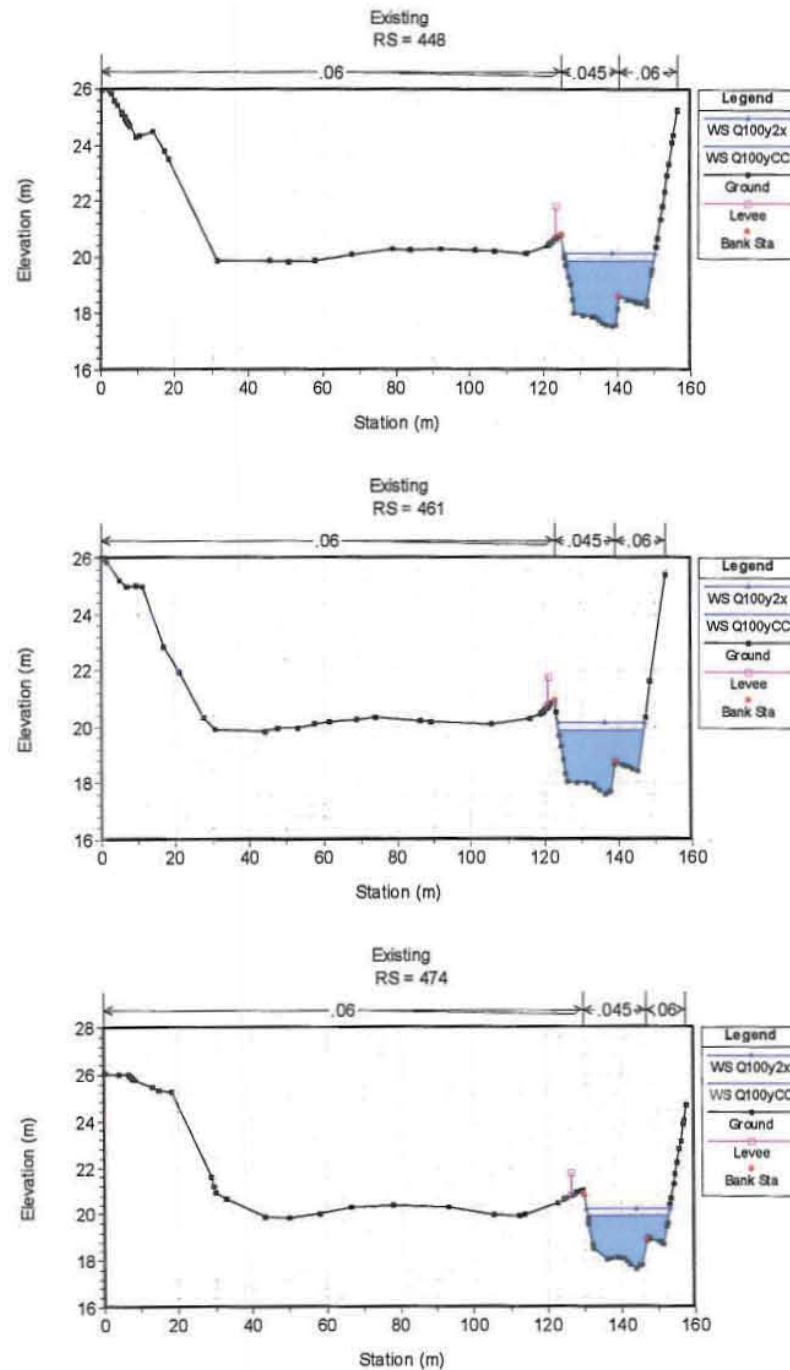 Existing
RS = 448
.06
.045
.06
26
24
22
20
18
16
Elevation (m)
0
20
40
60
80
100
120
140
160
Station (m)
Legend
WS Q100y2x
WS Q100yCC
Ground
Levee
Bank Sta
Existing
RS = 461
.06
.045
.06
26
24
22
20
18
16
Elevation (m)
0
20
40
60
80
100
120
140
160
Station (m)
Legend
WS Q100y2x
WS Q100yCC
Ground
Levee
Bank Sta
Existing
RS = 474
.06
.045
.06
28
26
24
22
20
18
16
Elevation (m)
0
20
40
60
80
100
120
140
160
Station (m)
Legend
WS Q100y2x
WS Q100yCC
Ground
Levee
Bank Sta